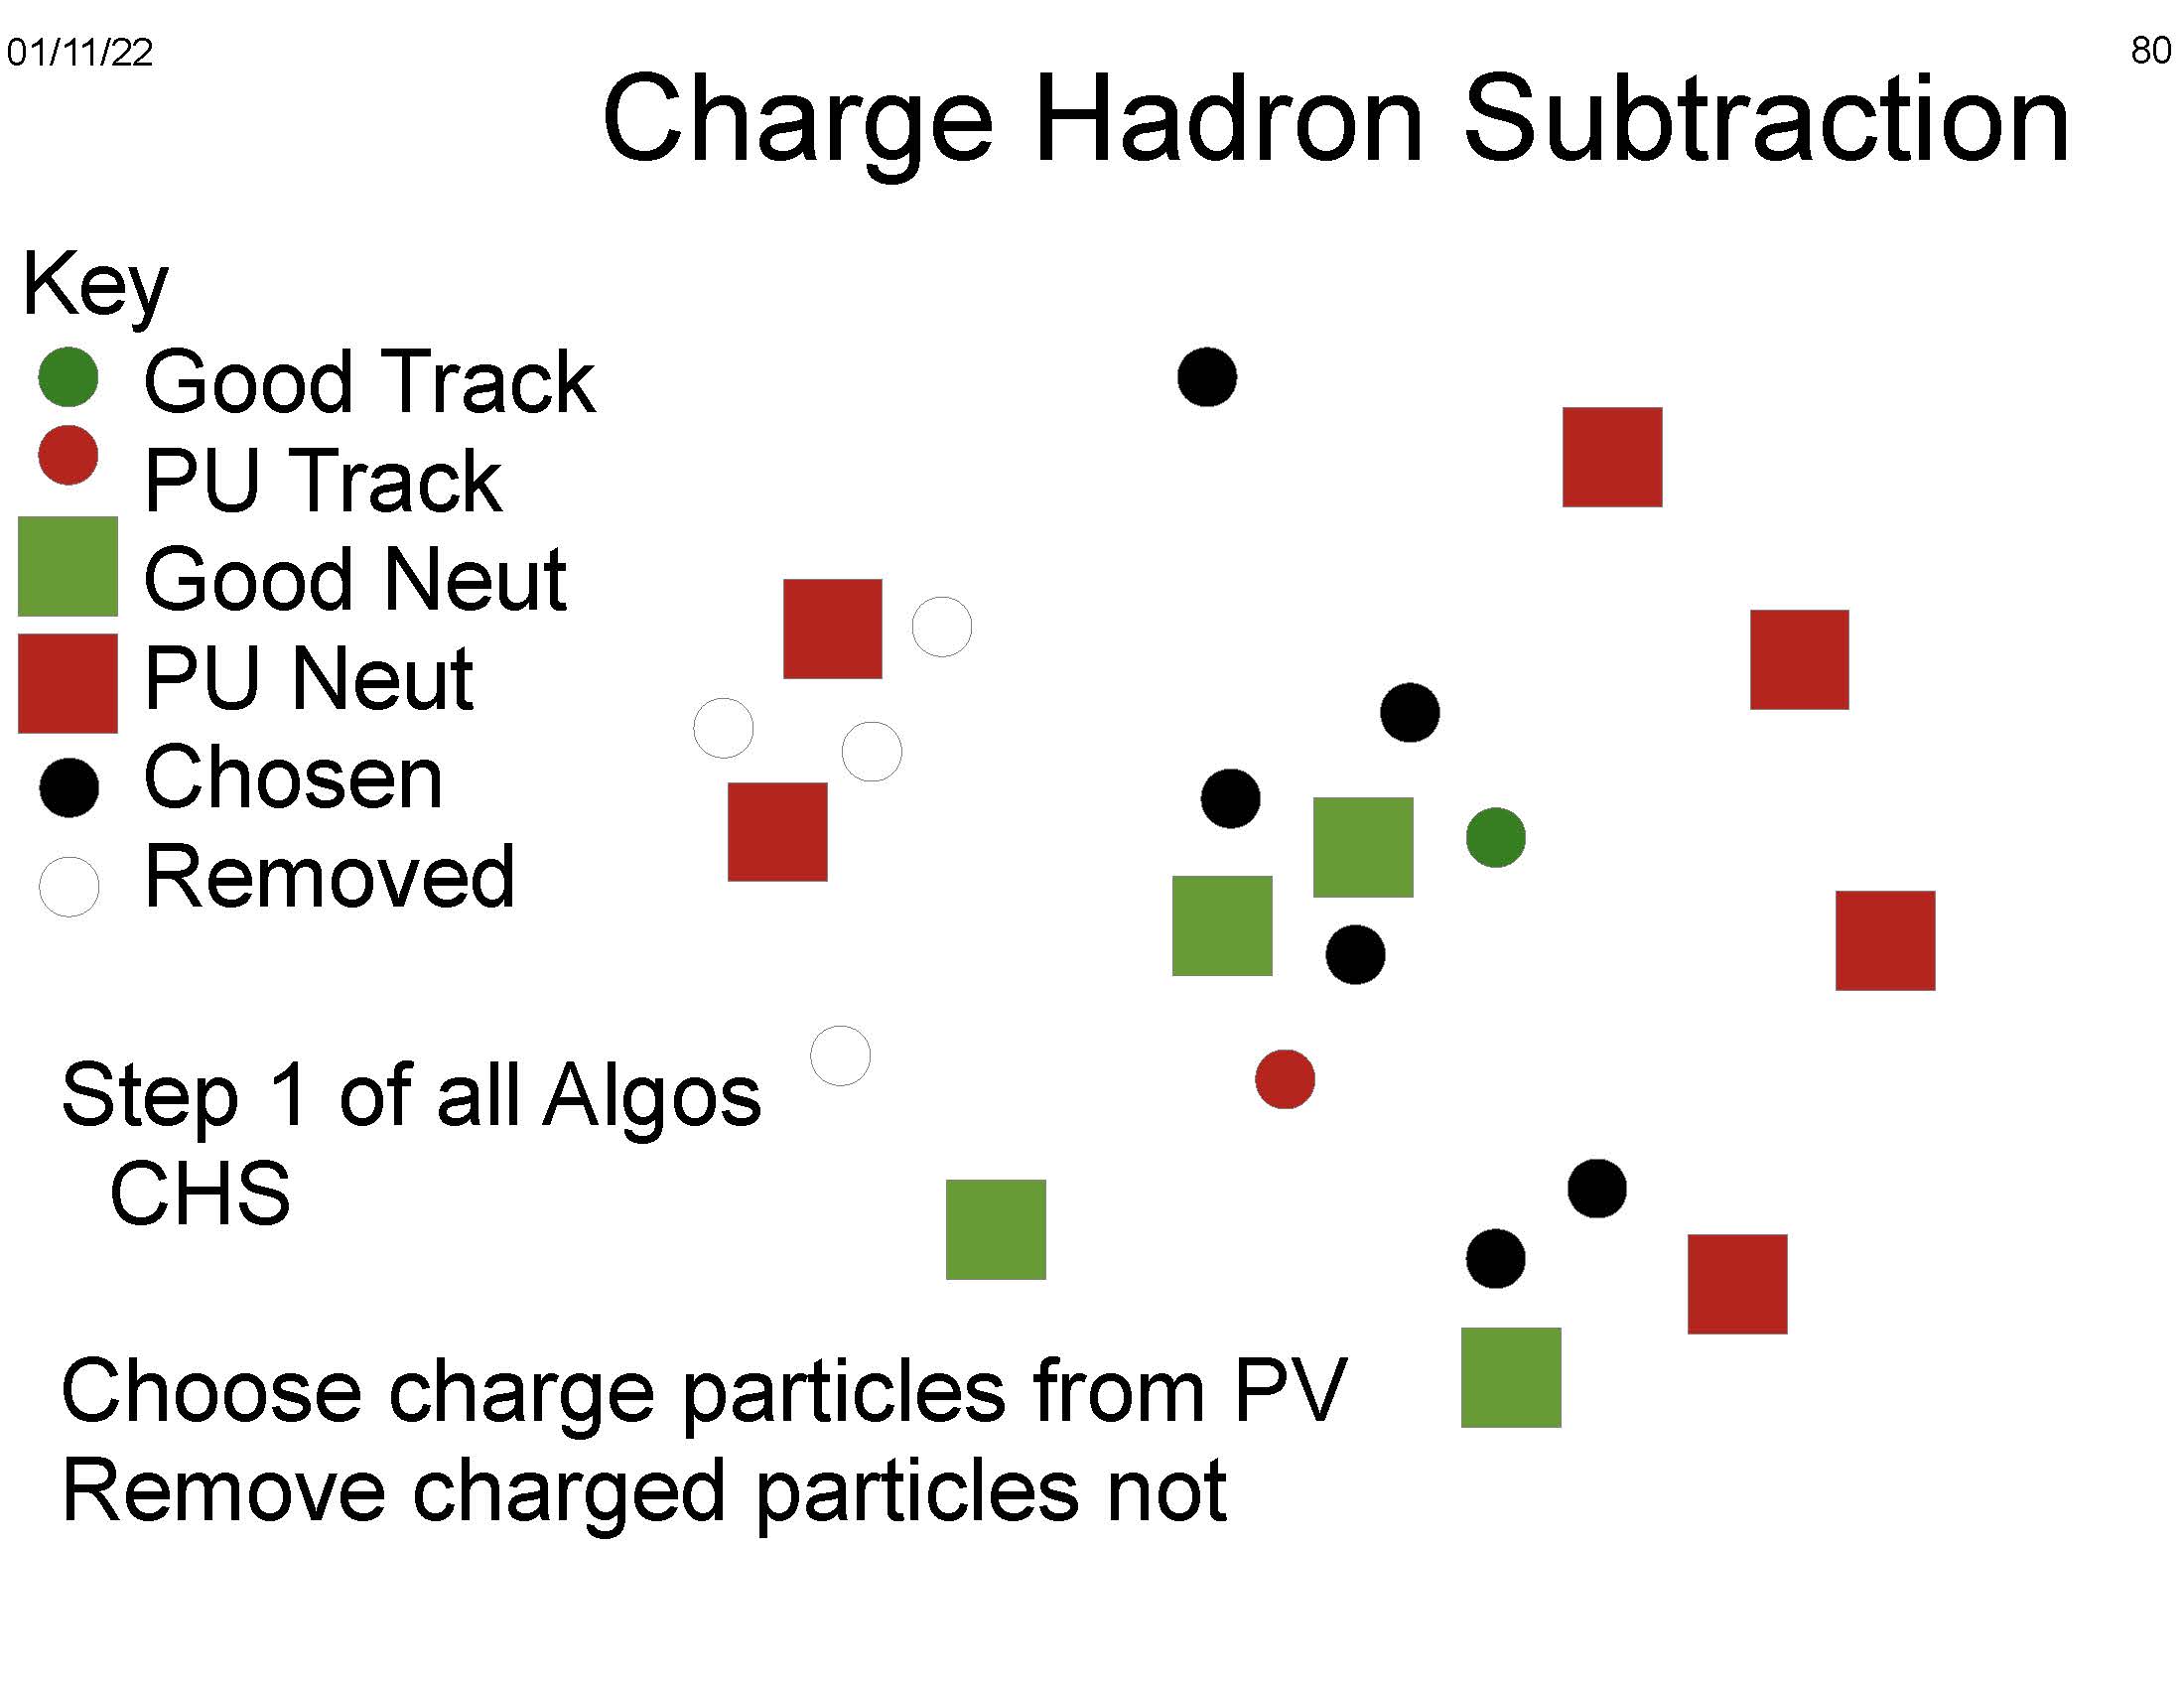 01/11/22
80
Charge Hadron Subtraction
Key
Good Track
PU Track
Good Neut
PU Neut
Chosen
Removed
Step 1 of all Algos
CHS
Choose charge particles from PV
Remove charged particles not